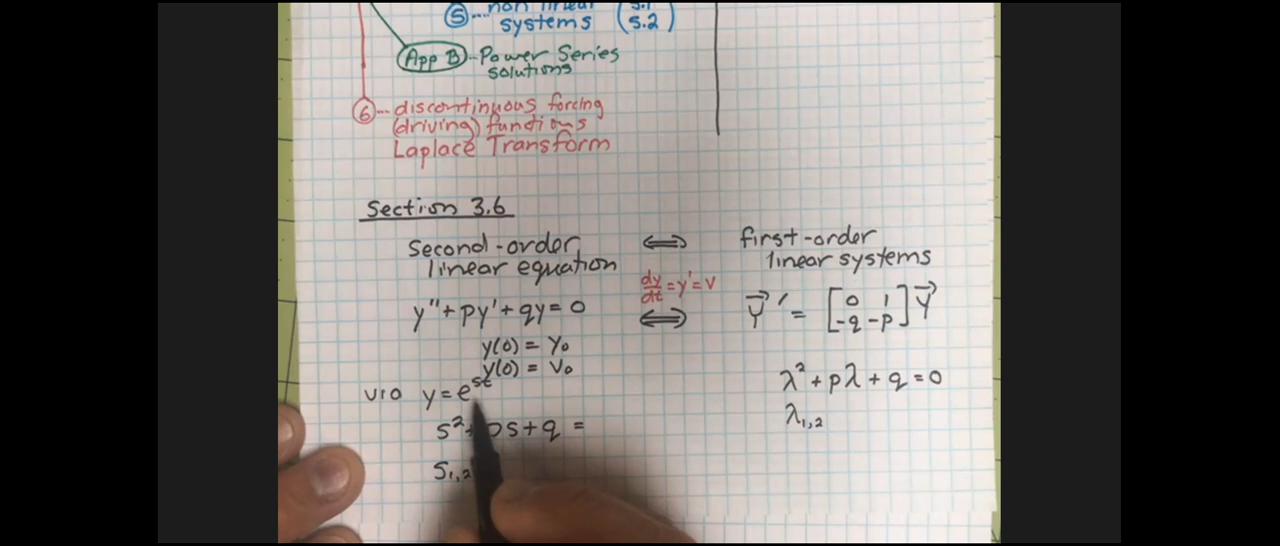 ⑤... non linear (5.1
systems 5.2)
App B - Power Series
solutions
⑥... discontinuous forcing
(driving) functions
Laplace Transform
Section 3.6
second-order ⟺ first-order
linear equation linear systems
dy/dt = y' = v
y'' + py' + qy = 0 ⟺ Y⃗' = [0 1; -q -p] Y⃗
y(0) = y₀
y(0) = v₀
via y = e^st
s² + ps + q =
s₁,₂
λ² + pλ + q = 0
λ₁,₂